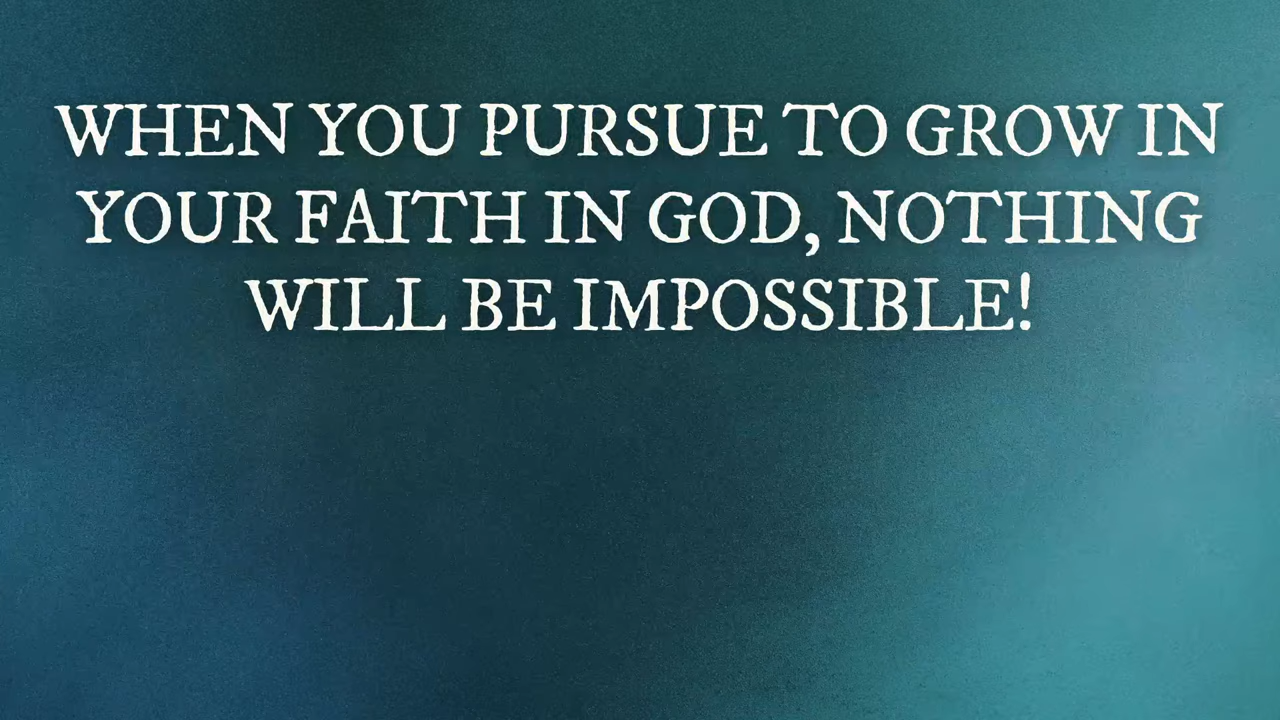 WHEN YOU PURSUE TO GROW IN
YOUR FAITH IN GOD, NOTHING
WILL BE IMPOSSIBLE!